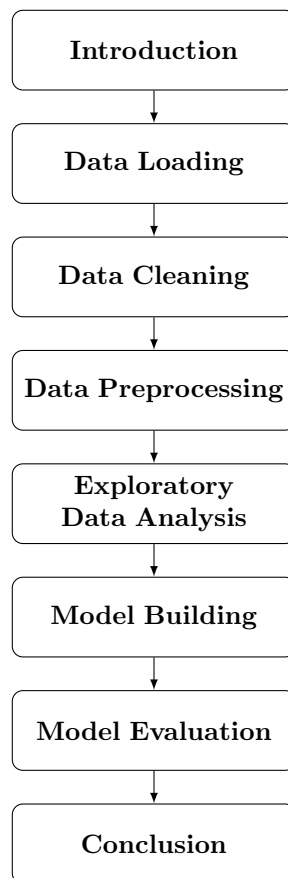 Introduction
Data Loading
Data Cleaning
Data Preprocessing
Exploratory
Data Analysis
Model Building
Model Evaluation
Conclusion